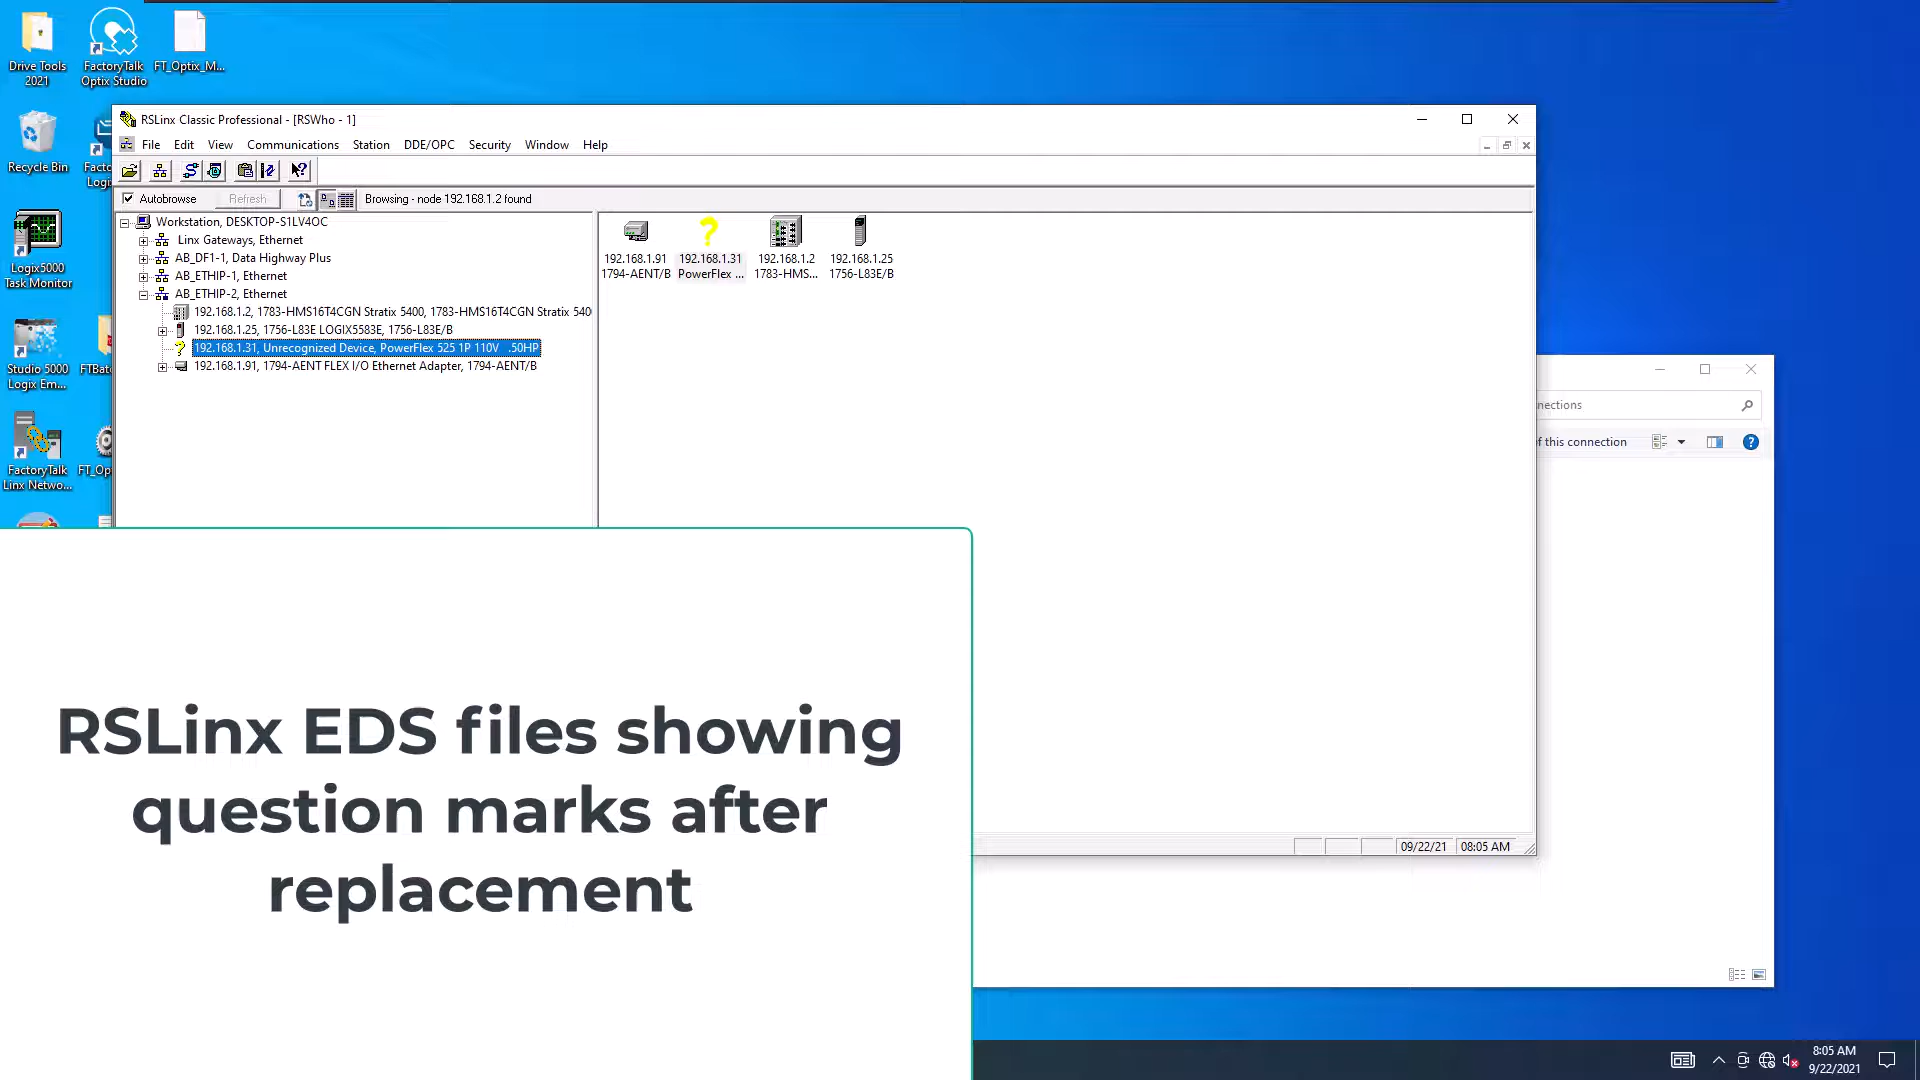 Drive Tools
2021
FactoryTalk
Optix Studio
FT_Optix_M...
Recycle Bin
Logix5000
Task Monitor
Studio 5000
Logix Em...
FactoryTalk
Linx Netwo...
RSLinx Classic Professional - [RSWho - 1]
File Edit View Communications Station DDE/OPC Security Window Help
Autobrowse Refresh Browsing - node 192.168.1.2 found
Workstation, DESKTOP-S1LV4OC
Linx Gateways, Ethernet
AB_DF1-1, Data Highway Plus
AB_ETHIP-1, Ethernet
AB_ETHIP-2, Ethernet
192.168.1.2, 1783-HMS16T4CGN Stratix 5400, 1783-HMS16T4CGN Stratix 540
192.168.1.25, 1756-L83E LOGIX5583E, 1756-L83E/B
192.168.1.31, Unrecognized Device, PowerFlex 525 1P 110V .50HP
192.168.1.91, 1794-AENT FLEX I/O Ethernet Adapter, 1794-AENT/B
192.168.1.91 192.168.1.31 192.168.1.2 192.168.1.25
1794-AENT/B PowerFlex ... 1783-HMS... 1756-L83E/B
nections
f this connection
09/22/21 08:05 AM
RSLinx EDS files showing
question marks after
replacement
8:05 AM
9/22/2021